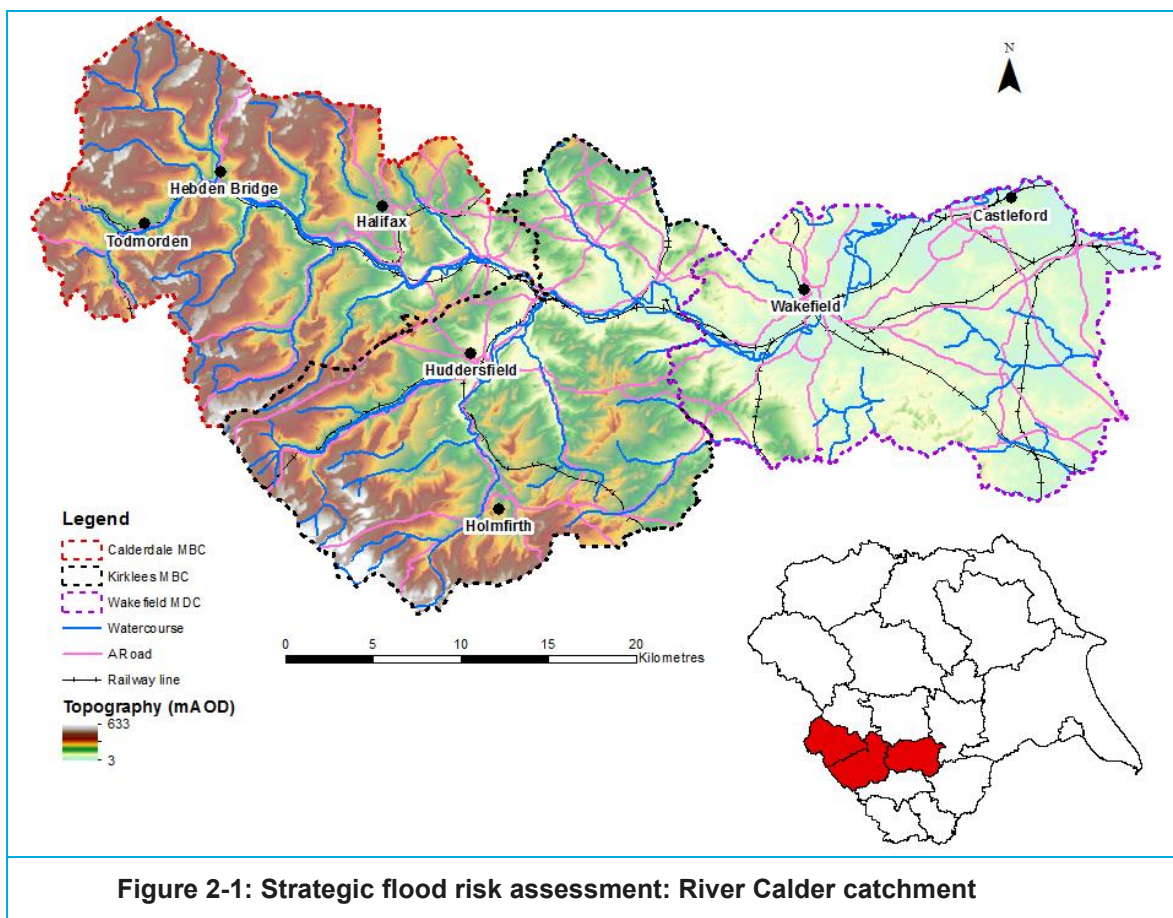 N
Hebden Bridge
Todmorden
Halifax
Castleford
Wakefield
Huddersfield
Holmfirth
Legend
Calderdale MBC
Kirklees MBC
Wakefield MDC
Watercourse
A Road
Railway line
Topography (mAOD)
633
3
0 5 10 15 20
Kilometres
Figure 2-1: Strategic flood risk assessment: River Calder catchment